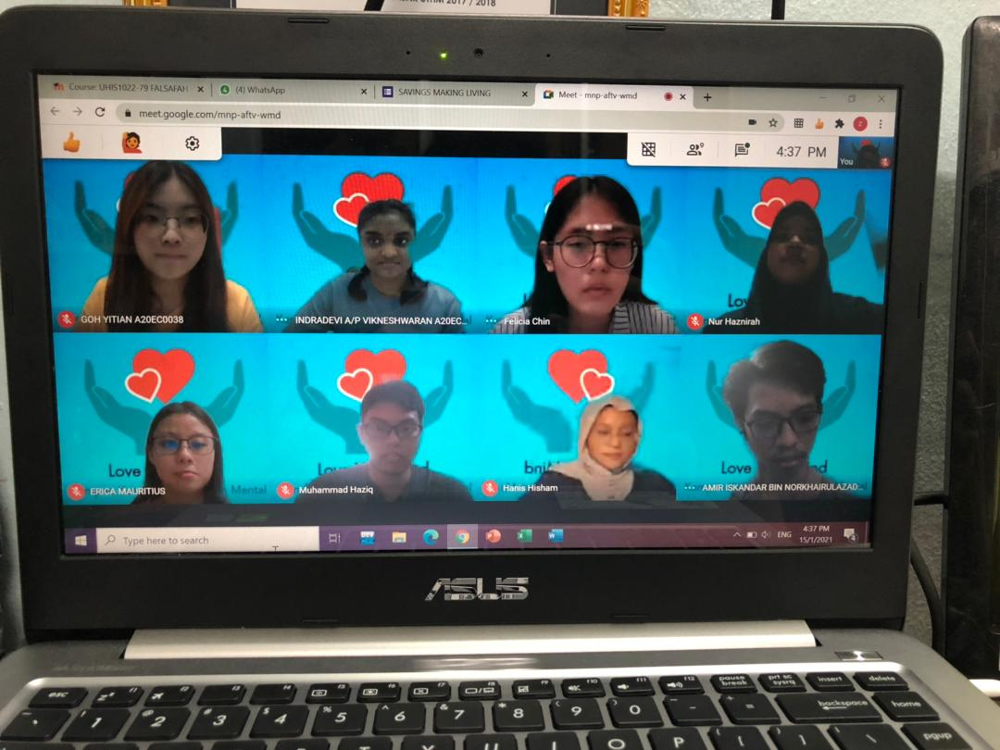 2017 / 2018
Course: UHIS1022-79 FALSAFAH
(4) WhatsApp
SAVINGS MAKING LIVING
Meet - mnp-aftv-wmd
meet.google.com/mnp-aftv-wmd
Z
4:37 PM
You
GOH YITIAN A20EC0038
INDRADEVI A/P VIKNESHWARAN A20EC...
Felicia Chin
Nur Haznirah
Love
Mental
ERICA MAURITIUS
Muhammad Haziq
Hanis Hisham
Love
AMIR ISKANDAR BIN NORKHAIRULAZAD...
Type here to search
ENG
4:37 PM
15/1/2021
4
ASUS
esc f1 f2 f3 f4 f5 f6 f7 f8 f9 f10 f11 f12 pause break prt sc sysrq insert delete
~ ! 1 @ 2 # 3 $ 4 % 5 ^ 6 & 7 * 8 ( 9 ) 0 - + = backspace home
R T Y U I O P [ ] \ pgup